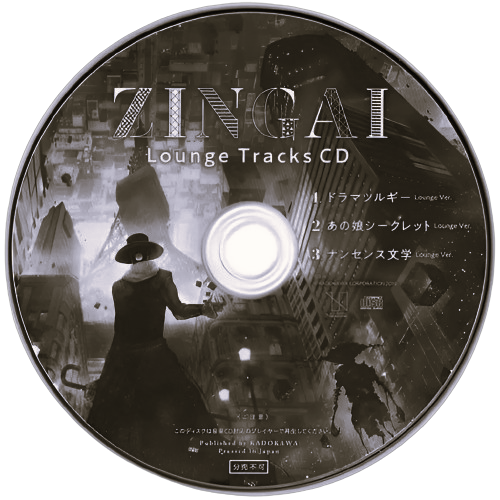 ZINGAI
Lounge Tracks CD
1 ドラマツルギー Lounge Ver.
2 あの娘シークレット Lounge Ver.
3 ナンセンス文学 Lounge Ver.
このディスクは音楽CD対応のプレイヤーで再生してください。
Published by KADOKAWA
Pressed in Japan
分売不可